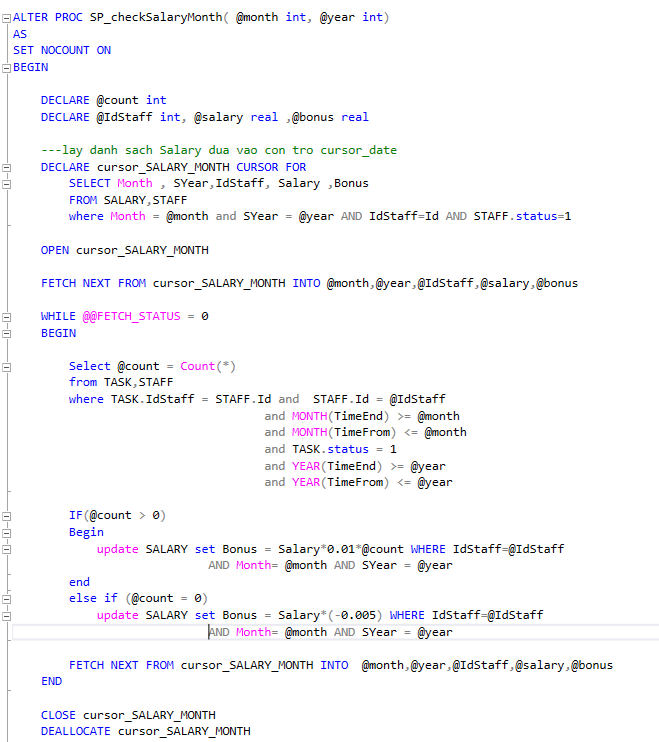 ALTER PROC SP_checkSalaryMonth( @month int, @year int)
AS
SET NOCOUNT ON
BEGIN
DECLARE @count int
DECLARE @IdStaff int, @salary real ,@bonus real
---lay danh sach Salary dua vao con tro cursor_date
DECLARE cursor_SALARY_MONTH CURSOR FOR
SELECT Month , SYear,IdStaff, Salary ,Bonus
FROM SALARY,STAFF
where Month = @month and SYear = @year AND IdStaff=Id AND STAFF.status=1
OPEN cursor_SALARY_MONTH
FETCH NEXT FROM cursor_SALARY_MONTH INTO @month,@year,@IdStaff,@salary,@bonus
WHILE @@FETCH_STATUS = 0
BEGIN
Select @count = Count(*)
from TASK,STAFF
where TASK.IdStaff = STAFF.Id and  STAFF.Id = @IdStaff
and MONTH(TimeEnd) >= @month
and MONTH(TimeFrom) <= @month
and TASK.status = 1
and YEAR(TimeEnd) >= @year
and YEAR(TimeFrom) <= @year
IF(@count > 0)
Begin
update SALARY set Bonus = Salary*0.01*@count WHERE IdStaff=@IdStaff
AND Month= @month AND SYear = @year
end
else if (@count = 0)
update SALARY set Bonus = Salary*(-0.005) WHERE IdStaff=@IdStaff
AND Month= @month AND SYear = @year
FETCH NEXT FROM cursor_SALARY_MONTH INTO  @month,@year,@IdStaff,@salary,@bonus
END
CLOSE cursor_SALARY_MONTH
DEALLOCATE cursor_SALARY_MONTH